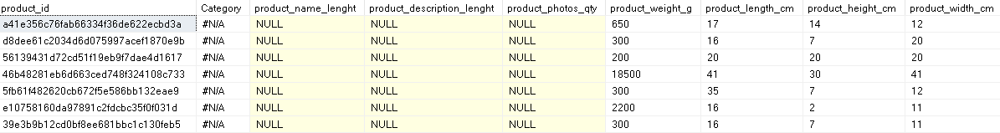 product_id Category product_name_lenght product_description_lenght product_photos_qty product_weight_g product_length_cm product_height_cm product_width_cm
a41e356c76fab66334f36de622ecbd3a #N/A NULL NULL NULL 650 17 14 12
d8dee61c2034d6d075997acef1870e9b #N/A NULL NULL NULL 300 16 7 20
56139431d72cd51f19eb9f7dae4d1617 #N/A NULL NULL NULL 200 20 20 20
46b48281eb6d663ced748f324108c733 #N/A NULL NULL NULL 18500 41 30 41
5fb61f482620cb672f5e586bb132eae9 #N/A NULL NULL NULL 300 35 7 12
e10758160da97891c2fdcbc35f0f031d #N/A NULL NULL NULL 2200 16 2 11
39e3b9b12cd0bf8ee681bbc1c130feb5 #N/A NULL NULL NULL 300 16 7 11